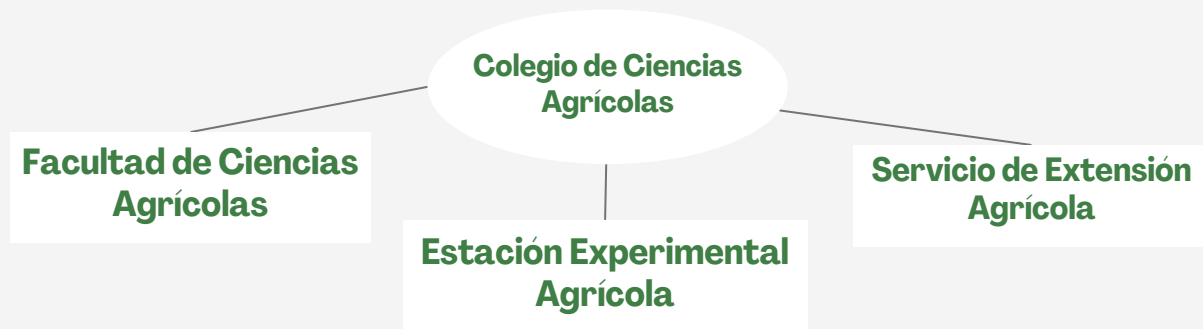 Colegio de Ciencias
Agrícolas
Facultad de Ciencias
Agrícolas
Estación Experimental
Agrícola
Servicio de Extensión
Agrícola